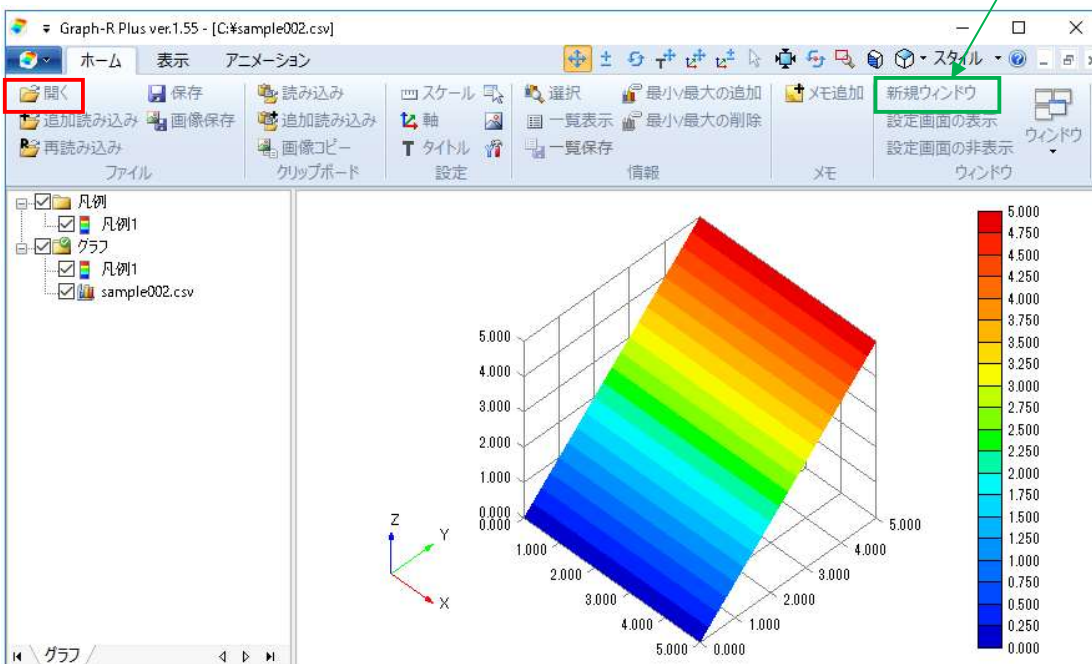 Graph-R Plus ver.1.55 - [C:¥sample002.csv]
ホーム 表示 アニメーション スタイル
開く 保存 読み込み スケール 選択 最小/最大の追加 メモ追加 新規ウィンドウ
追加読み込み 画像保存 追加読み込み 軸 一覧表示 最小/最大の削除 設定画面の表示 ウィンドウ
再読み込み 画像コピー タイトル 一覧保存 設定画面の非表示
ファイル クリップボード 設定 情報 メモ ウィンドウ
凡例
凡例1
グラフ
凡例1
sample002.csv
5.000
4.000
3.000
2.000
1.000
0.000
0.000
1.000
2.000
3.000
4.000
5.000
0.000
1.000
2.000
3.000
4.000
5.000
Z
Y
X
5.000
4.750
4.500
4.250
4.000
3.750
3.500
3.250
3.000
2.750
2.500
2.250
2.000
1.750
1.500
1.250
1.000
0.750
0.500
0.250
0.000
グラフ